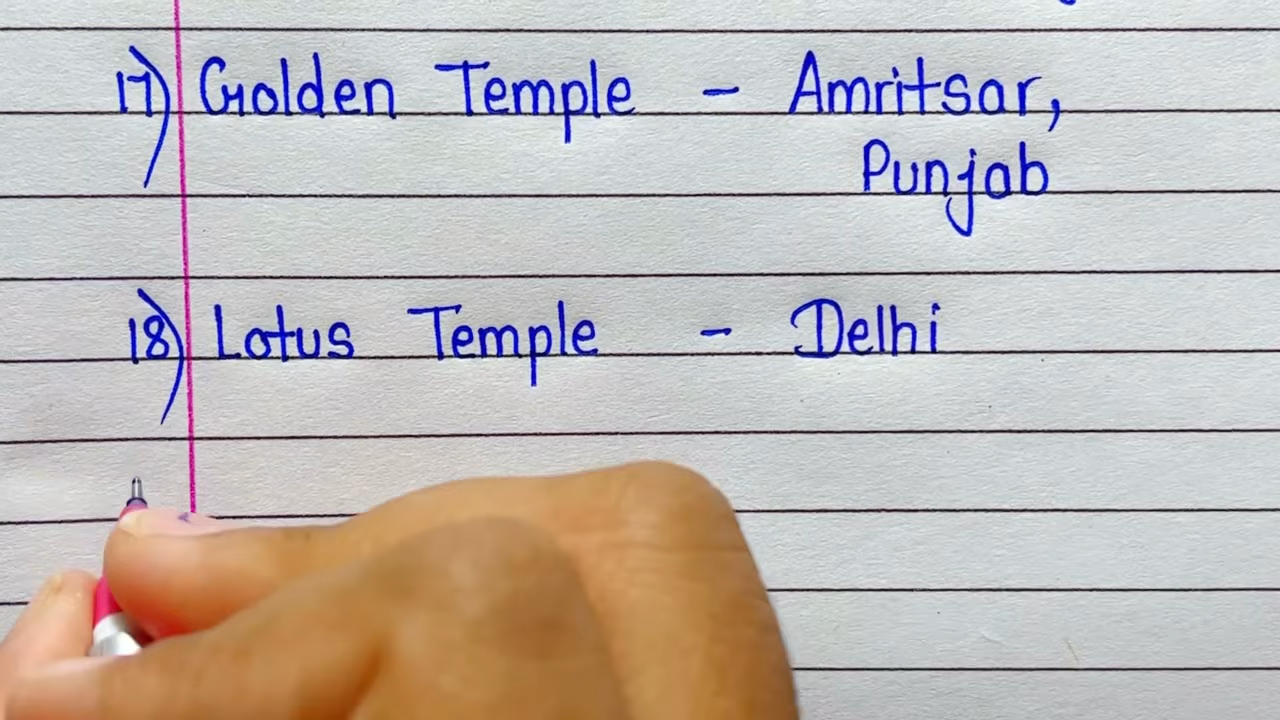 17) Golden Temple - Amritsar,
Punjab
18) Lotus Temple - Delhi